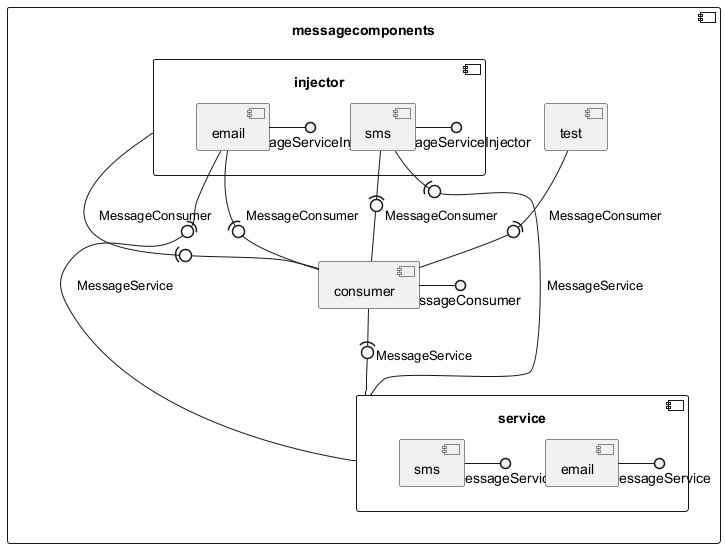 messagecomponents
injector
email
sms
test
ageServiceIn
ageServiceInjector
MessageConsumer
MessageConsumer
MessageConsumer
MessageConsumer
MessageService
MessageService
consumer
ssageConsumer
MessageService
service
sms
email
essageServic
essageService